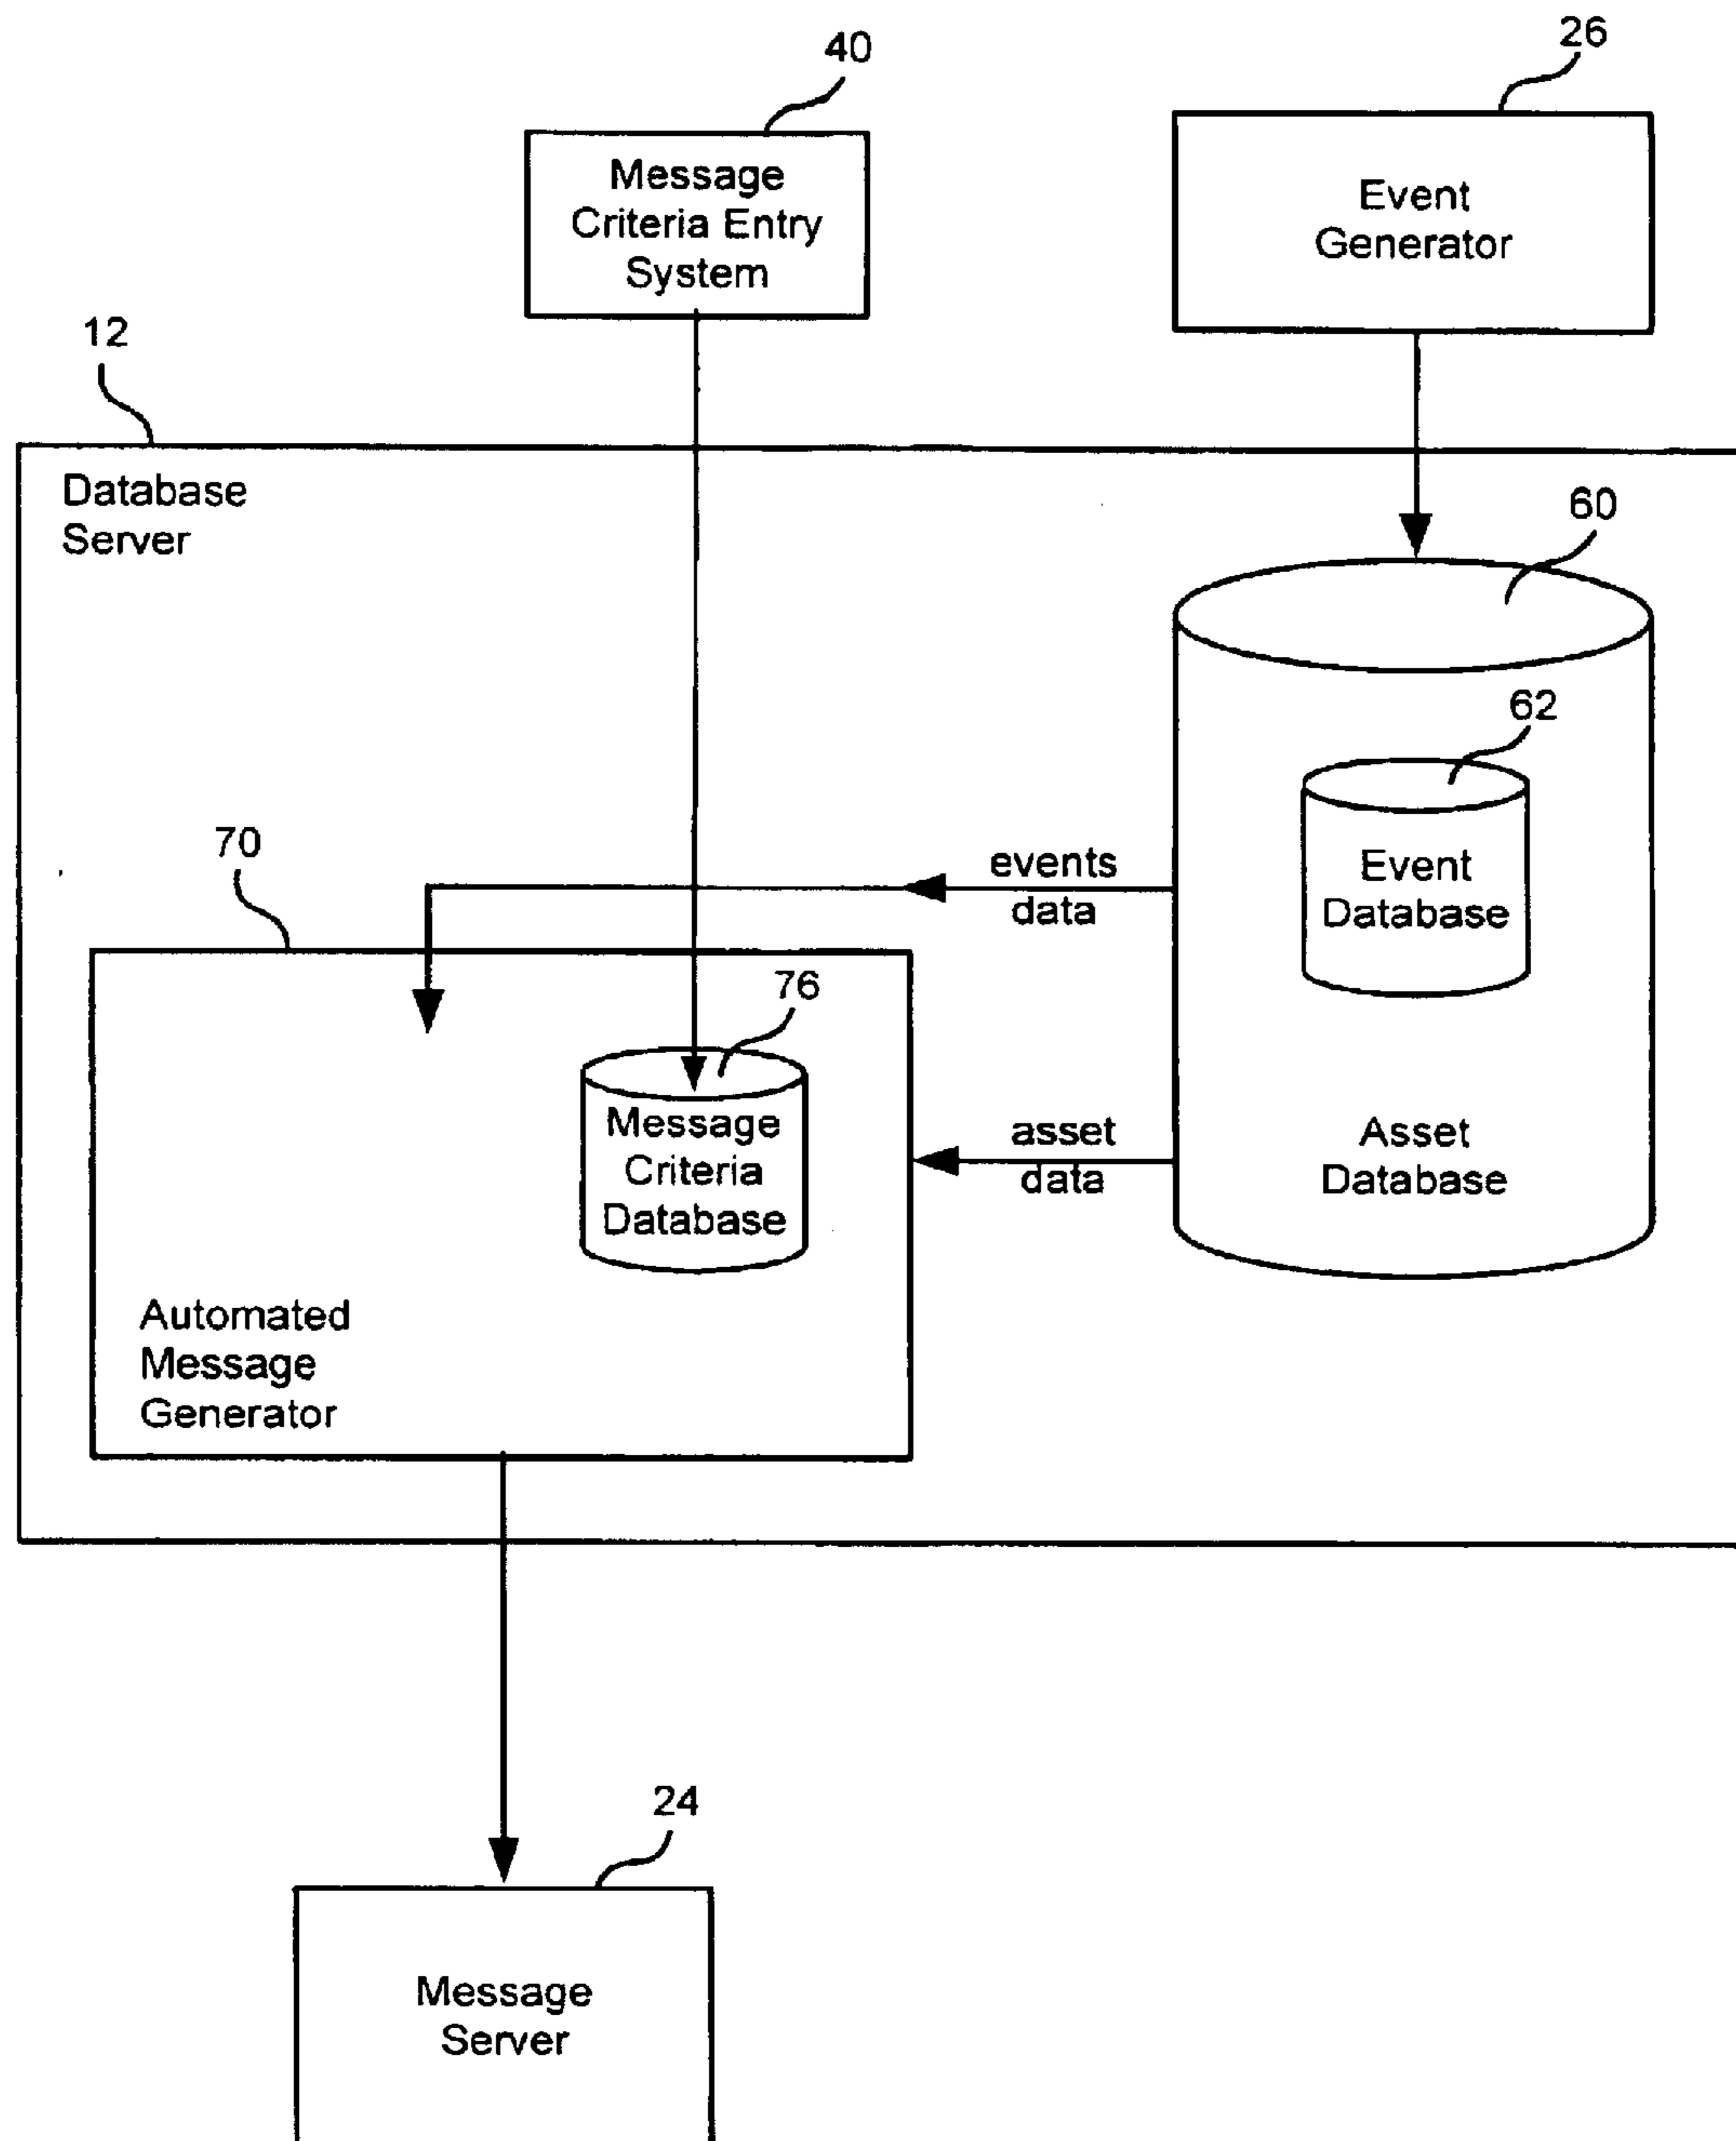 40
26
Message
Criteria Entry
System
Event
Generator
12
Database
Server
60
62
70
events
data
Event
Database
76
Message
Criteria
Database
asset
data
Asset
Database
Automated
Message
Generator
24
Message
Server